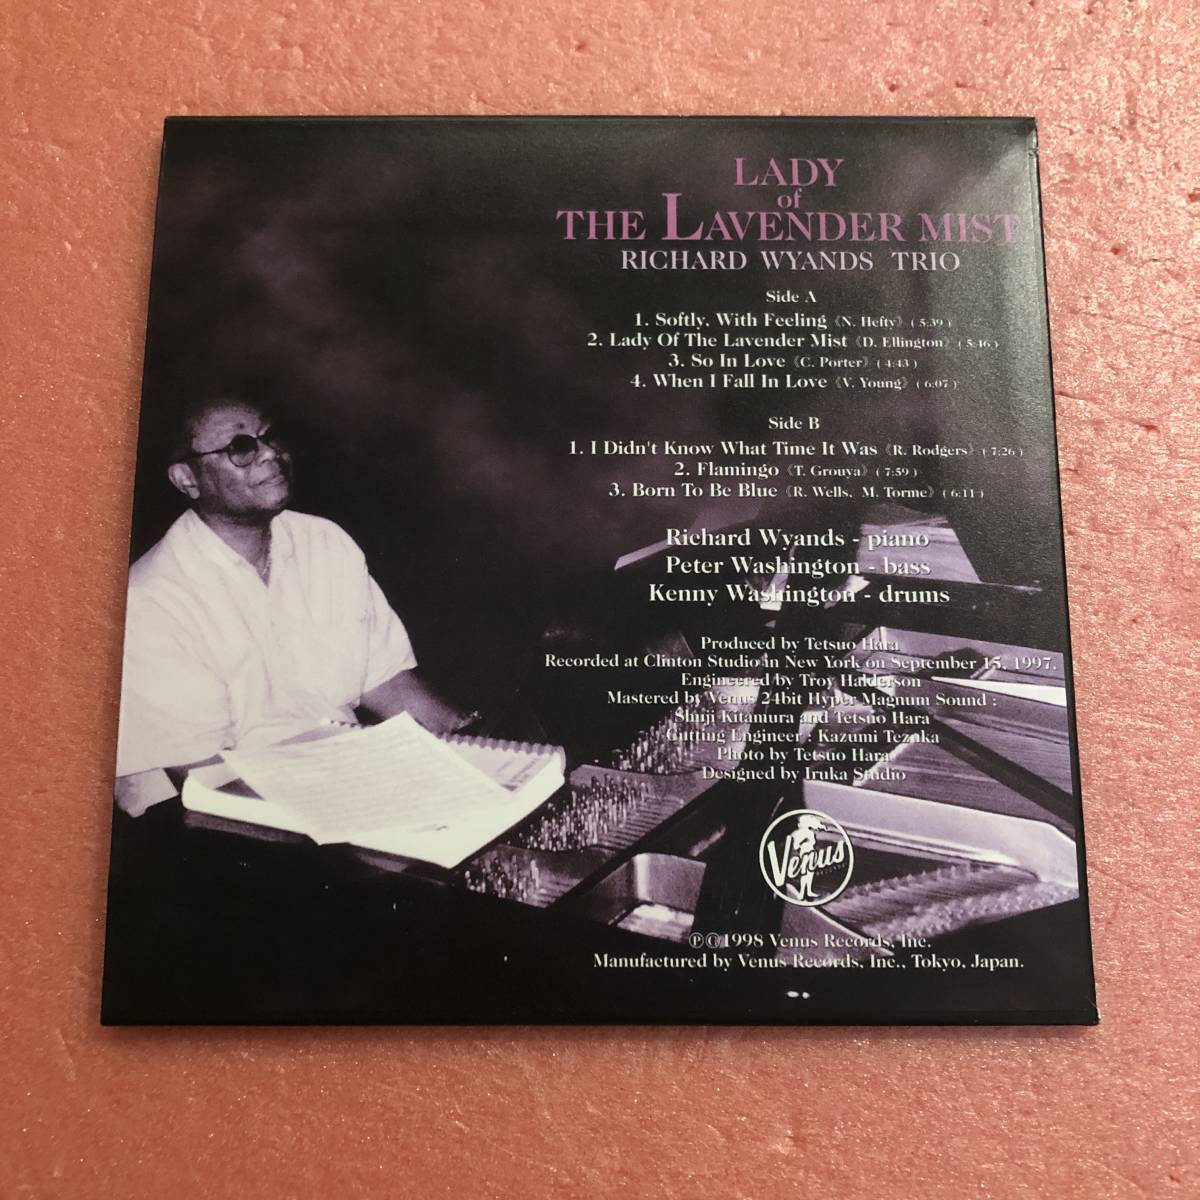 LADY
of
THE LAVENDER MIST
RICHARD WYANDS TRIO
Side A
1. Softly, With Feeling《N. Hefty》( 5:39 )
2. Lady Of The Lavender Mist《D. Ellington》( 5:46 )
3. So In Love《C. Porter》( 4:43 )
4. When I Fall In Love《V. Young》( 6:07 )
Side B
1. I Didn't Know What Time It Was《R. Rodgers》( 7:26 )
2. Flamingo《T. Grouya》( 7:59 )
3. Born To Be Blue《R. Wells, M. Torme》( 6:11 )
Richard Wyands - piano
Peter Washington - bass
Kenny Washington - drums
Produced by Tetsuo Hara
Recorded at Clinton Studio in New York on September 15, 1997.
Engineered by Troy Halderson
Mastered by Venus 24bit Hyper Magnum Sound :
Shuji Kitamura and Tetsuo Hara
Cutting Engineer : Kazumi Tezuka
Photo by Tetsuo Hara
Designed by Iruka Studio
Venus
RECORDS
℗©1998 Venus Records, Inc.
Manufactured by Venus Records, Inc., Tokyo, Japan.